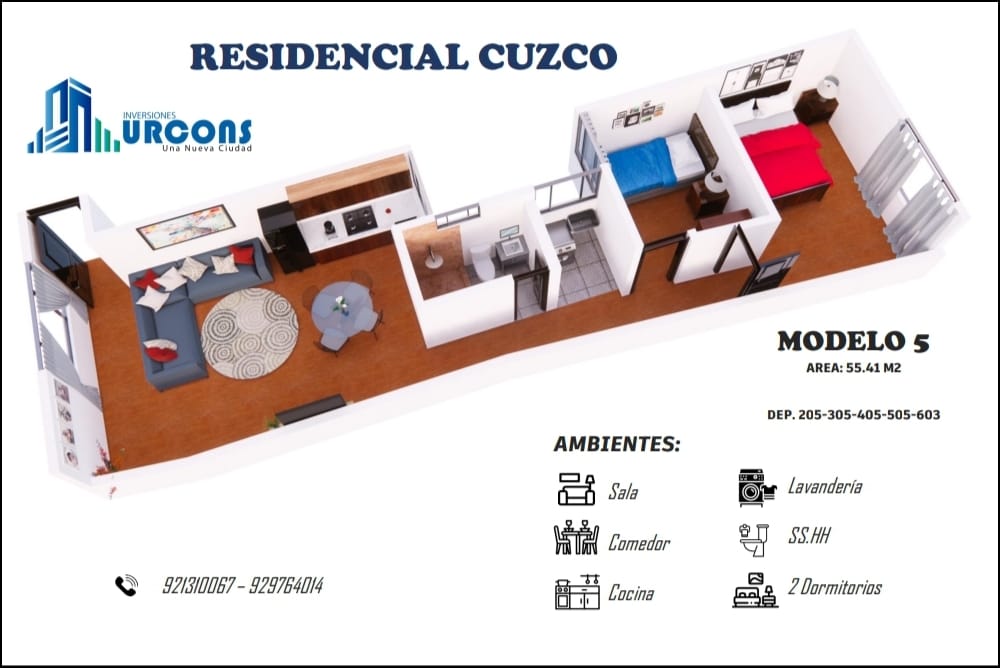 RESIDENCIAL CUZCO
INVERSIONES
URCONS
Una Nueva Ciudad
MODELO 5
AREA: 55.41 M2
DEP. 205-305-405-505-603
AMBIENTES:
Sala
Lavandería
Comedor
SS.HH
Cocina
2 Dormitorios
921310067 – 929764014